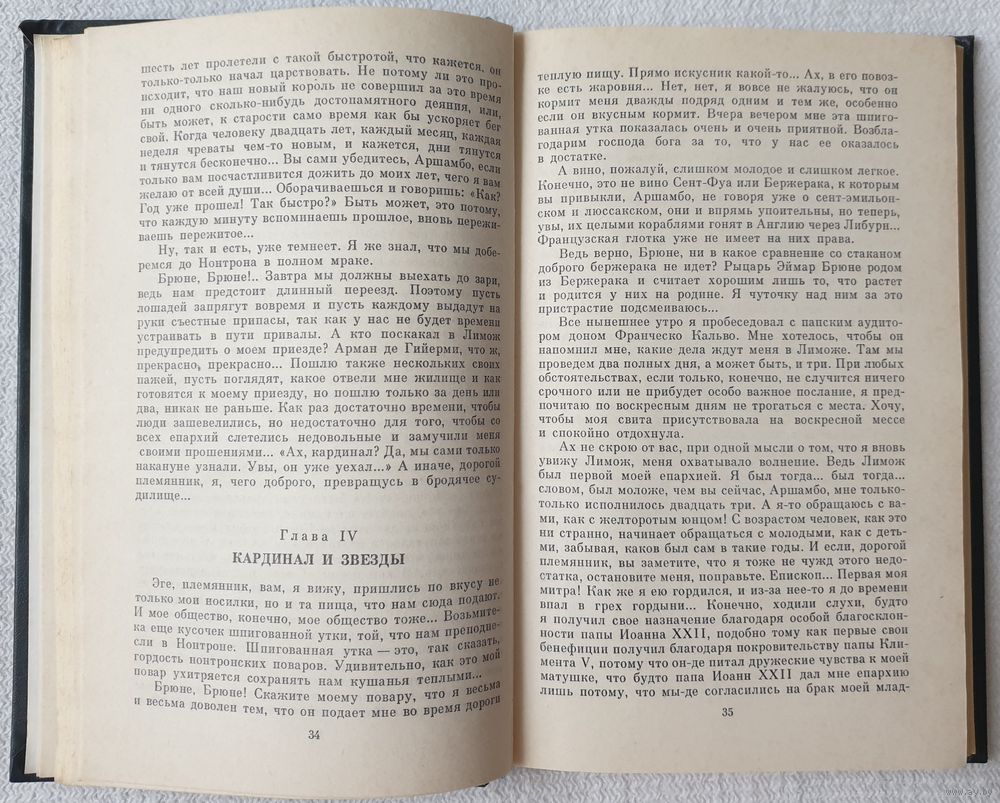 шесть лет пролетели с такой быстротой, что кажется, он
только-только начал царствовать. Не потому ли это про-
исходит, что наш новый король не совершил за это время
ни одного сколько-нибудь достопамятного деяния, или,
быть может, к старости само время как бы ускоряет бег
свой. Когда человеку двадцать лет, каждый месяц, каждая
неделя чреваты чем-то новым, и кажется, дни тянутся
и тянутся бесконечно... Вы сами убедитесь, Аршамбо, если
только вам посчастливится дожить до моих лет, чего я вам
желаю от всей души... Оборачиваешься и говоришь: «Как?
Год уже прошел! Так быстро?» Быть может, это потому,
что каждую минуту вспоминаешь прошлое, вновь пережи-
ваешь пережитое...
Ну, так и есть, уже темнеет. Я же знал, что мы добе-
ремся до Нонтрона в полном мраке.
Брюне, Брюне!.. Завтра мы должны выехать до зари,
ведь нам предстоит длинный переезд. Поэтому пусть
лошадей запрягут вовремя и пусть каждому выдадут на
руки съестные припасы, так как у нас не будет времени
устраивать в пути привалы. А кто поскакал в Лимож
предупредить о моем приезде? Арман де Гийерми, что ж,
прекрасно, прекрасно... Пошлю также нескольких своих
пажей, пусть поглядят, какое отвели мне жилище и как
готовятся к моему приезду, но пошлю только за день или
два, никак не раньше. Как раз достаточно времени, чтобы
люди зашевелились, но недостаточно для того, чтобы со
всех епархий слетелись недовольные и замучили меня
своими прошениями... «Ах, кардинал? Да, мы сами только
накануне узнали. Увы, он уже уехал...» А иначе, дорогой
племянник, я, чего доброго, превращусь в бродячее су-
дилище...
Глава IV
КАРДИНАЛ И ЗВЕЗДЫ
Эге, племянник, вам, я вижу, пришлись по вкусу не
только мои носилки, но и та пища, что нам сюда подают.
И мое общество, конечно, мое общество тоже... Возьмите-
ка еще кусочек шпигованной утки, той, что нам преподне-
сли в Нонтроне. Шпигованная утка — это, так сказать,
гордость нонтронских поваров. Удивительно, как это мой
повар ухитряется сохранять нам кушанья теплыми...
Брюне, Брюне! Скажите моему повару, что я весьма
и весьма доволен тем, что он подает мне во время дороги
34
теплую пищу. Прямо искусник какой-то... Ах, в его повоз-
ке есть жаровня... Нет, нет, я вовсе не жалуюсь, что он
кормит меня дважды подряд одним и тем же, особенно
если он вкусным кормит. Вчера вечером мне эта шпиго-
ванная утка показалась очень и очень приятной. Возбла-
годарим господа бога за то, что у нас ее оказалось
в достатке.
А вино, пожалуй, слишком молодое и слишком легкое.
Конечно, это не вино Сент-Фуа или Бержерака, к которым
вы привыкли, Аршамбо, не говоря уже о сент-эмильон-
ском и люссакском, они и впрямь упоительны, но теперь,
увы, их целыми кораблями гонят в Англию через Либурн...
Французская глотка уже не имеет на них права.
Ведь верно, Брюне, ни в какое сравнение со стаканом
доброго бержерака не идет? Рыцарь Эймар Брюне родом
из Бержерака и считает хорошим лишь то, что растет
и родится у них на родине. Я чуточку над ним за это
пристрастие подсмеиваюсь...
Все нынешнее утро я пробеседовал с папским аудито-
ром доном Франческо Кальво. Мне хотелось, чтобы он
напомнил мне, какие дела ждут меня в Лиможе. Там мы
проведем два полных дня, а может быть, и три. При любых
обстоятельствах, если только, конечно, не случится ничего
срочного или не прибудет особо важное послание, я пред-
почитаю по воскресным дням не трогаться с места. Хочу,
чтобы моя свита присутствовала на воскресной мессе
и спокойно отдохнула.
Ах не скрою от вас, при одной мысли о том, что я вновь
увижу Лимож, меня охватывало волнение. Ведь Лимож
был первой моей епархией. Я был тогда... был тогда...
словом, был моложе, чем вы сейчас, Аршамбо, мне только-
только исполнилось двадцать три. А я-то обращаюсь с ва-
ми, как с желторотым юнцом! С возрастом человек, как это
ни странно, начинает обращаться с молодыми, как с деть-
ми, забывая, каков был сам в такие годы. И если, дорогой
племянник, вы заметите, что я тоже не чужд этого недо-
статка, остановите меня, поправьте. Епископ... Первая моя
митра! Как же я ею гордился, и из-за нее-то я до времени
впал в грех гордыни... Конечно, ходили слухи, будто
я получил свое назначение благодаря особой благосклон-
ности папы Иоанна XXII, подобно тому как первые свои
бенефиции получил благодаря покровительству папы Кли-
мента V, потому что он-де питал дружеские чувства к моей
матушке, что будто папа Иоанн XXII дал мне епархию
лишь потому, что мы-де согласились на брак моей млад-
35
www.ay.by